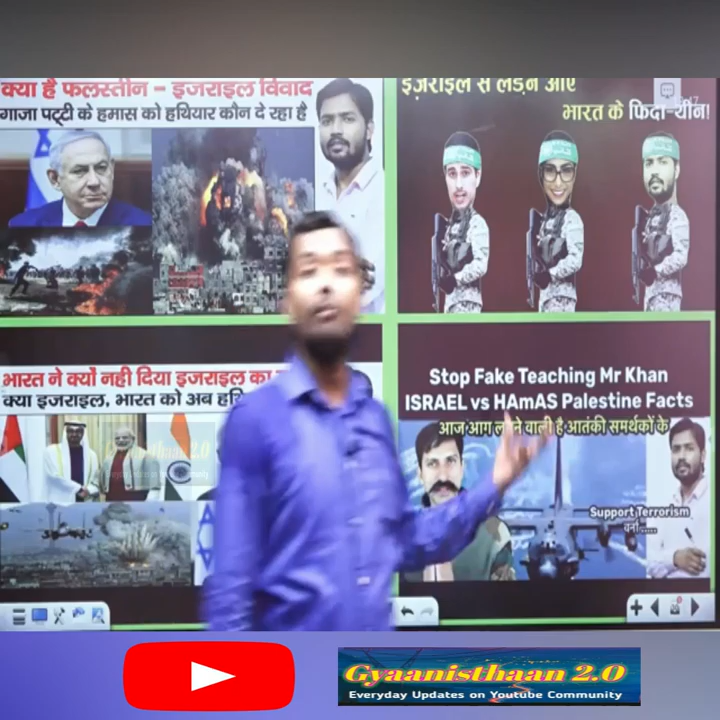 क्या है फलस्तीन - इजराइल विवाद
गाजा पट्टी के हमास को हथियार कौन दे रहा है
इज़राइल से लड़ने आए
भारत के फिदा-यीन!
भारत ने क्यों नही दिया इजराइल का
क्या इजराइल, भारत को अब
Stop Fake Teaching Mr Khan
ISRAEL vs HAmAS Palestine Facts
आज आग वाली है आतंकी समर्थकों के
Support Terrorism
Gyaanisthaan 2.0
Everyday Updates on Youtube Community